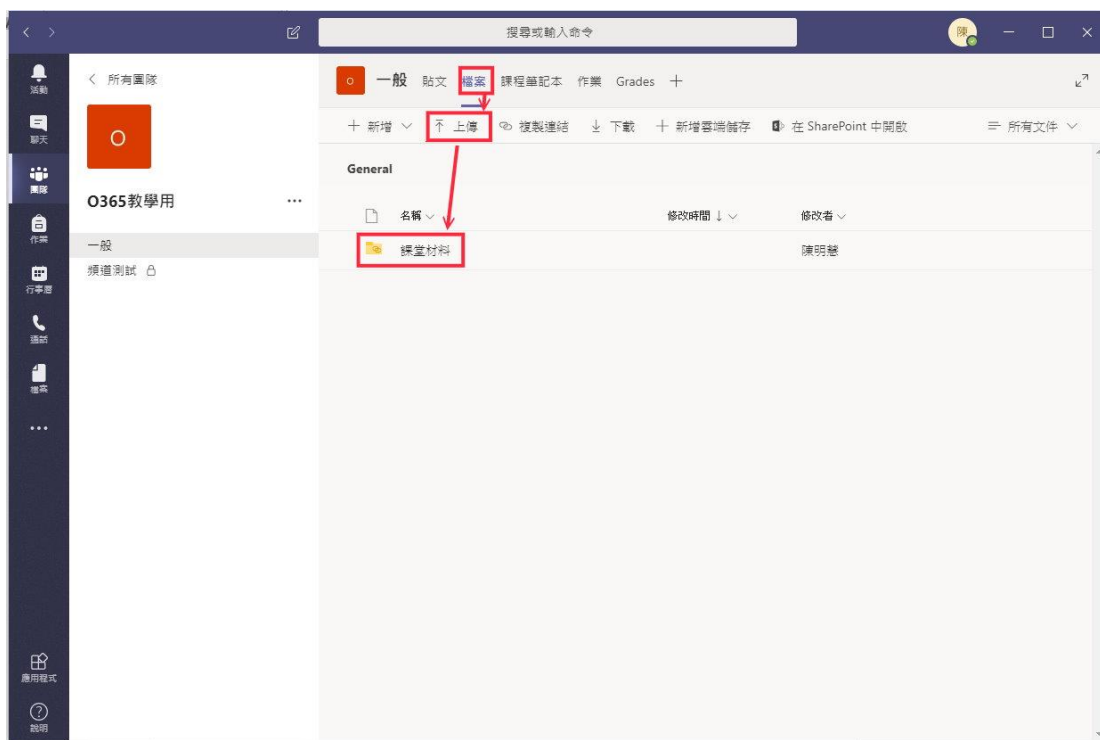 搜尋或輸入命令
陳
活動
聊天
團隊
作業
行事曆
通話
檔案
應用程式
說明
所有團隊
O
O365教學用
一般
頻道測試
O 一般 貼文 檔案 課程筆記本 作業 Grades
新增 上傳 複製連結 下載 新增雲端儲存 在 SharePoint 中開啟 所有文件
General
名稱 修改時間 修改者
課堂材料 陳明慧